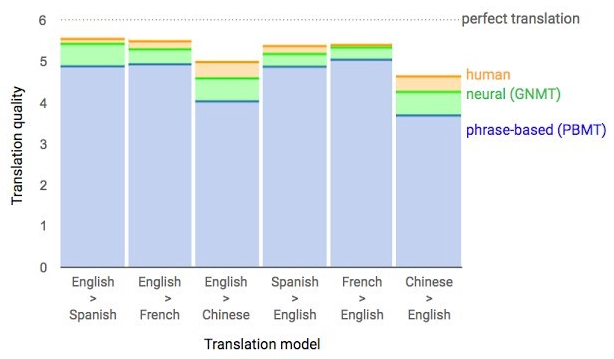 6
perfect translation
5
human
neural (GNMT)
4
phrase-based (PBMT)
3
2
1
0
Translation quality
English
>
Spanish
English
>
French
English
>
Chinese
Spanish
>
English
French
>
English
Chinese
>
English
Translation model